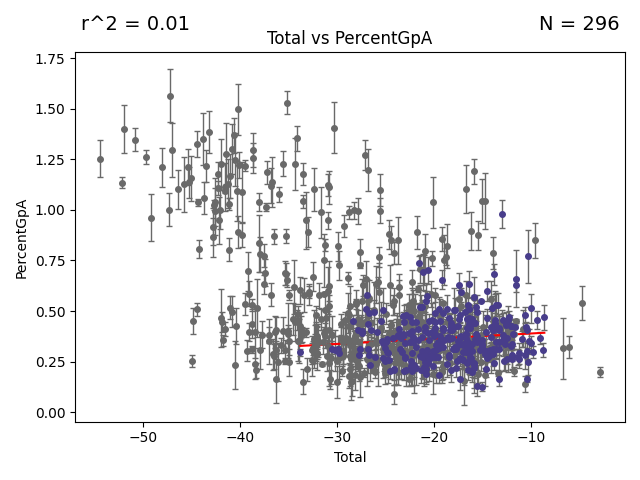 r^2 = 0.01
N = 296
Total vs PercentGpA
PercentGpA
1.75
1.50
1.25
1.00
0.75
0.50
0.25
0.00
−50
−40
−30
−20
−10
Total